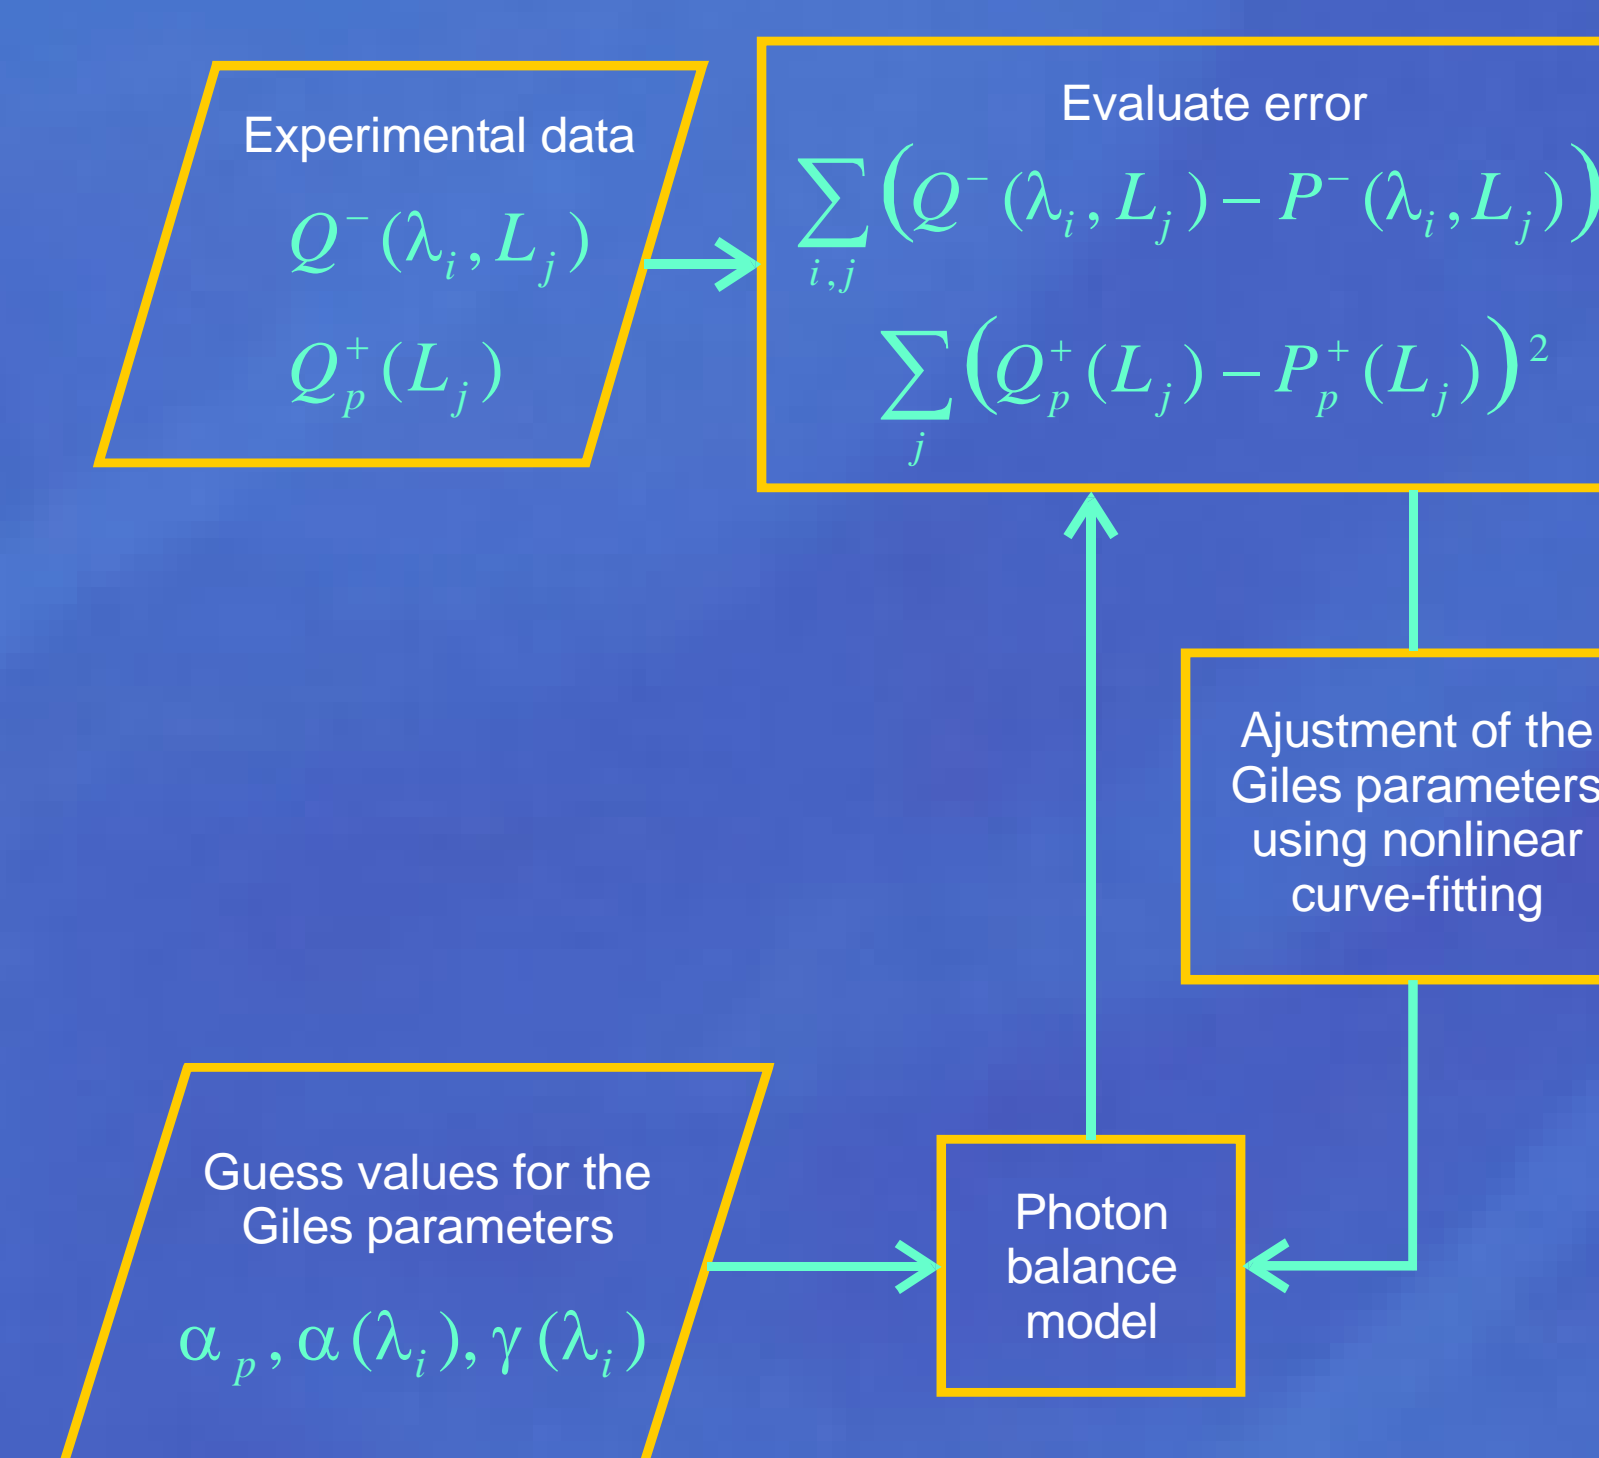 Experimental data
Q⁻(λᵢ, Lⱼ)
Qₚ⁺(Lⱼ)
Evaluate error
∑ᵢ,ⱼ (Q⁻(λᵢ, Lⱼ) − P⁻(λᵢ, Lⱼ))
∑ⱼ (Qₚ⁺(Lⱼ) − Pₚ⁺(Lⱼ))²
Ajustment of the
Giles parameters
using nonlinear
curve-fitting
Guess values for the
Giles parameters
αₚ, α(λᵢ), γ(λᵢ)
Photon
balance
model